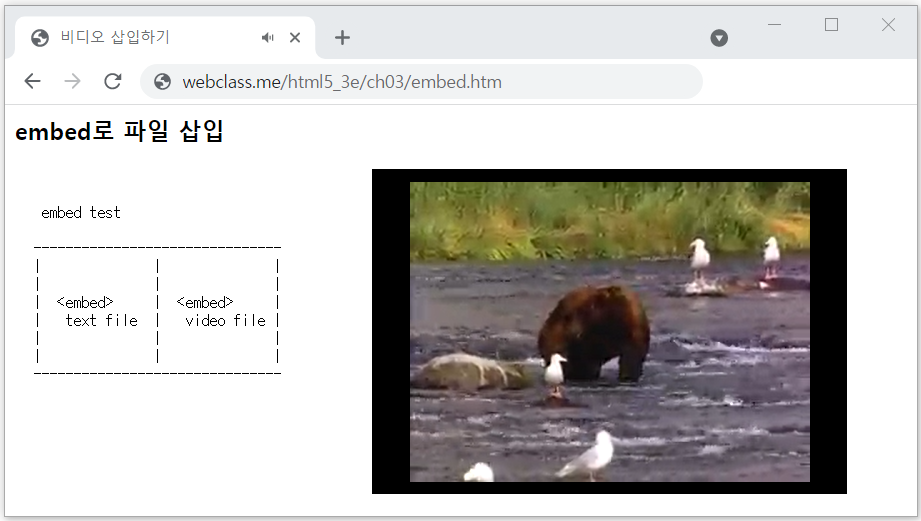 비디오 삽입하기
webclass.me/html5_3e/ch03/embed.htm
embed로 파일 삽입
embed test
<embed> <embed>
text file video file